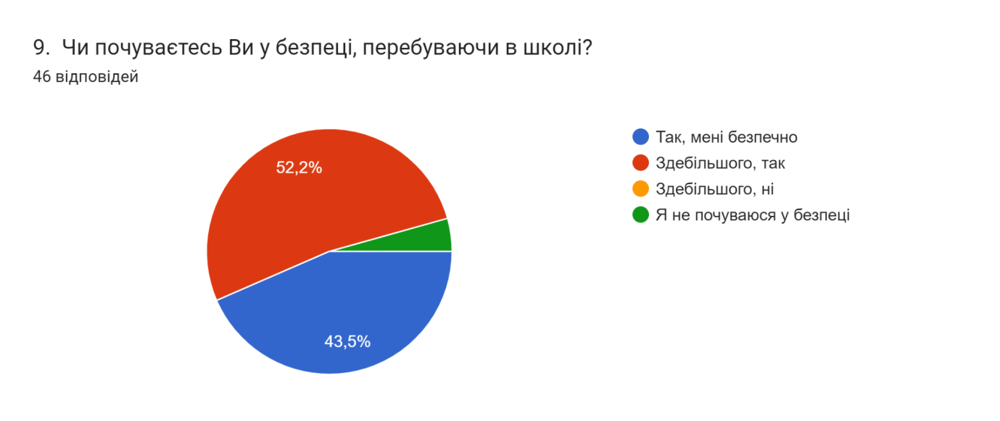 9. Чи почуваєтесь Ви у безпеці, перебуваючи в школі?
46 відповідей
52,2%
43,5%
Так, мені безпечно
Здебільшого, так
Здебільшого, ні
Я не почуваюся у безпеці